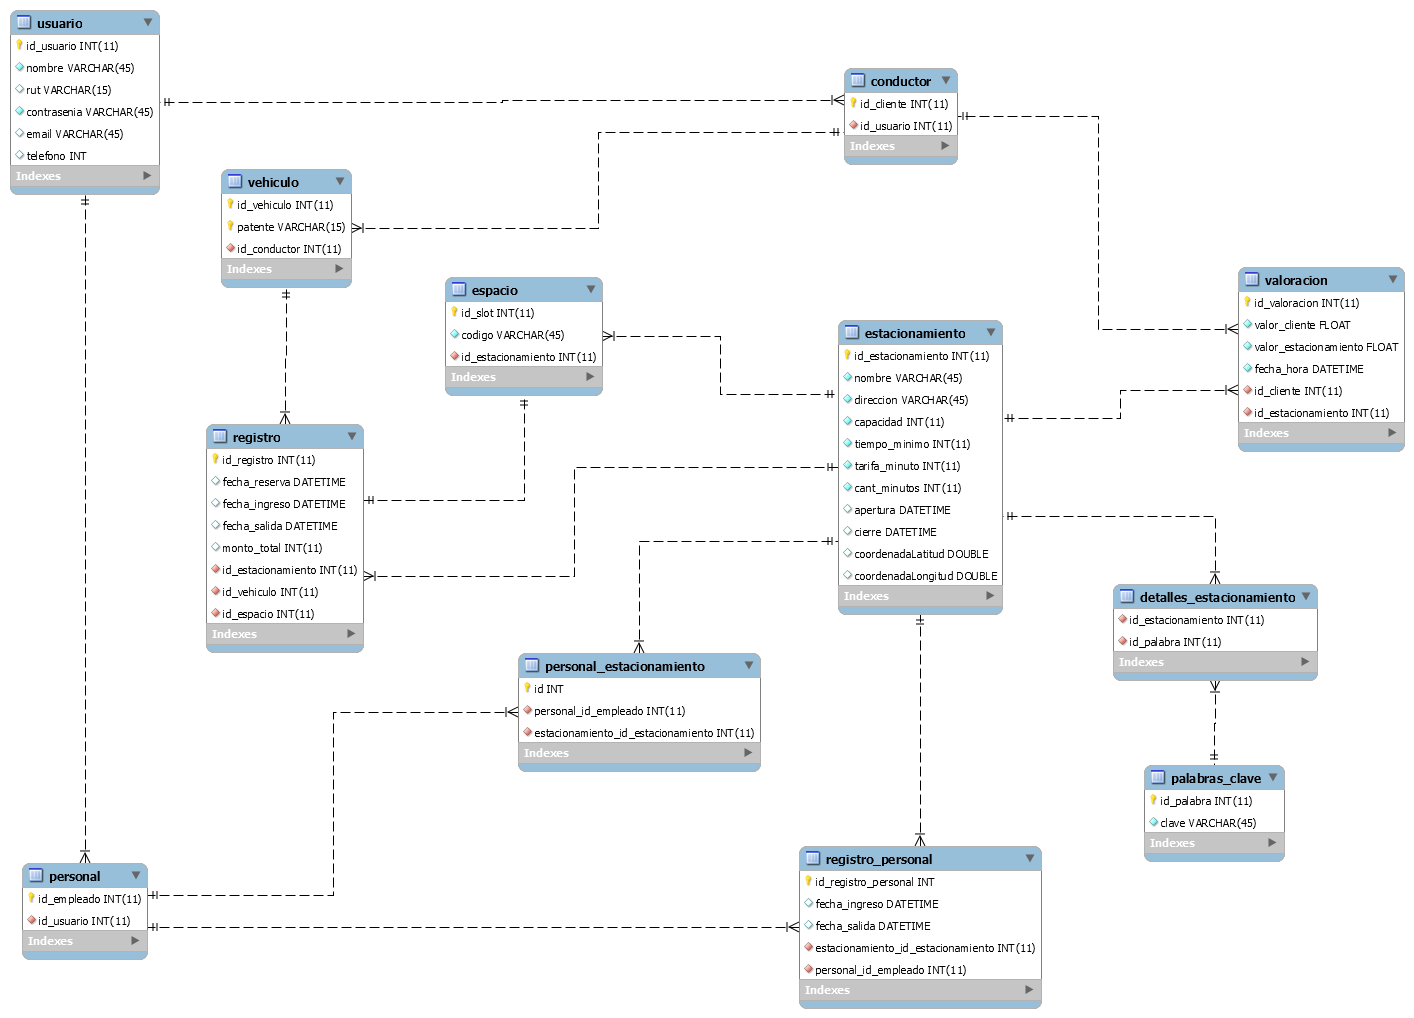 usuario
id_usuario INT(11)
nombre VARCHAR(45)
rut VARCHAR(15)
contrasenia VARCHAR(45)
email VARCHAR(45)
telefono INT
Indexes
conductor
id_cliente INT(11)
id_usuario INT(11)
Indexes
vehiculo
id_vehiculo INT(11)
patente VARCHAR(15)
id_conductor INT(11)
Indexes
espacio
id_slot INT(11)
codigo VARCHAR(45)
id_estacionamiento INT(11)
Indexes
valoracion
id_valoracion INT(11)
valor_cliente FLOAT
valor_estacionamiento FLOAT
fecha_hora DATETIME
id_cliente INT(11)
id_estacionamiento INT(11)
Indexes
estacionamiento
id_estacionamiento INT(11)
nombre VARCHAR(45)
direccion VARCHAR(45)
capacidad INT(11)
tiempo_minimo INT(11)
tarifa_minuto INT(11)
cant_minutos INT(11)
apertura DATETIME
cierre DATETIME
coordenadaLatitud DOUBLE
coordenadaLongitud DOUBLE
Indexes
registro
id_registro INT(11)
fecha_reserva DATETIME
fecha_ingreso DATETIME
fecha_salida DATETIME
monto_total INT(11)
id_estacionamiento INT(11)
id_vehiculo INT(11)
id_espacio INT(11)
Indexes
detalles_estacionamiento
id_estacionamiento INT(11)
id_palabra INT(11)
Indexes
personal_estacionamiento
id INT
personal_id_empleado INT(11)
estacionamiento_id_estacionamiento INT(11)
Indexes
palabras_clave
id_palabra INT(11)
clave VARCHAR(45)
Indexes
personal
id_empleado INT(11)
id_usuario INT(11)
Indexes
registro_personal
id_registro_personal INT
fecha_ingreso DATETIME
fecha_salida DATETIME
estacionamiento_id_estacionamiento INT(11)
personal_id_empleado INT(11)
Indexes